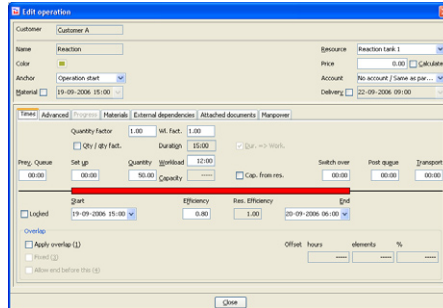 Edit operation
Customer Customer A
Name Reaction Resource Reaction tank 1
Color Price 0.00 Calculate
Anchor Operation start Account No account / Same as par...
Material 19-09-2006 15:00 Delivery 22-09-2006 09:00
Times Advanced Progress Materials External dependencies Attached documents Manpower
Quantity factor 1.00 Wl. fact. 1.00
Qty / qty fact. Duration 15:00 Dur. => Work.
Prev. Queue Set up Quantity Workload 12:00 Switch over Post queue Transport
00:00 00:00 50.00 Capacity ----- Cap. from res. 00:00 00:00 00:00
Start Efficiency Res. Efficiency End
Locked 19-09-2006 15:00 0.80 1.00 20-09-2006 06:00
Overlap
Apply overlap (1) Offset hours elements %
Fixed (3) ----- ----- -----
Allow end before this (4)
Close